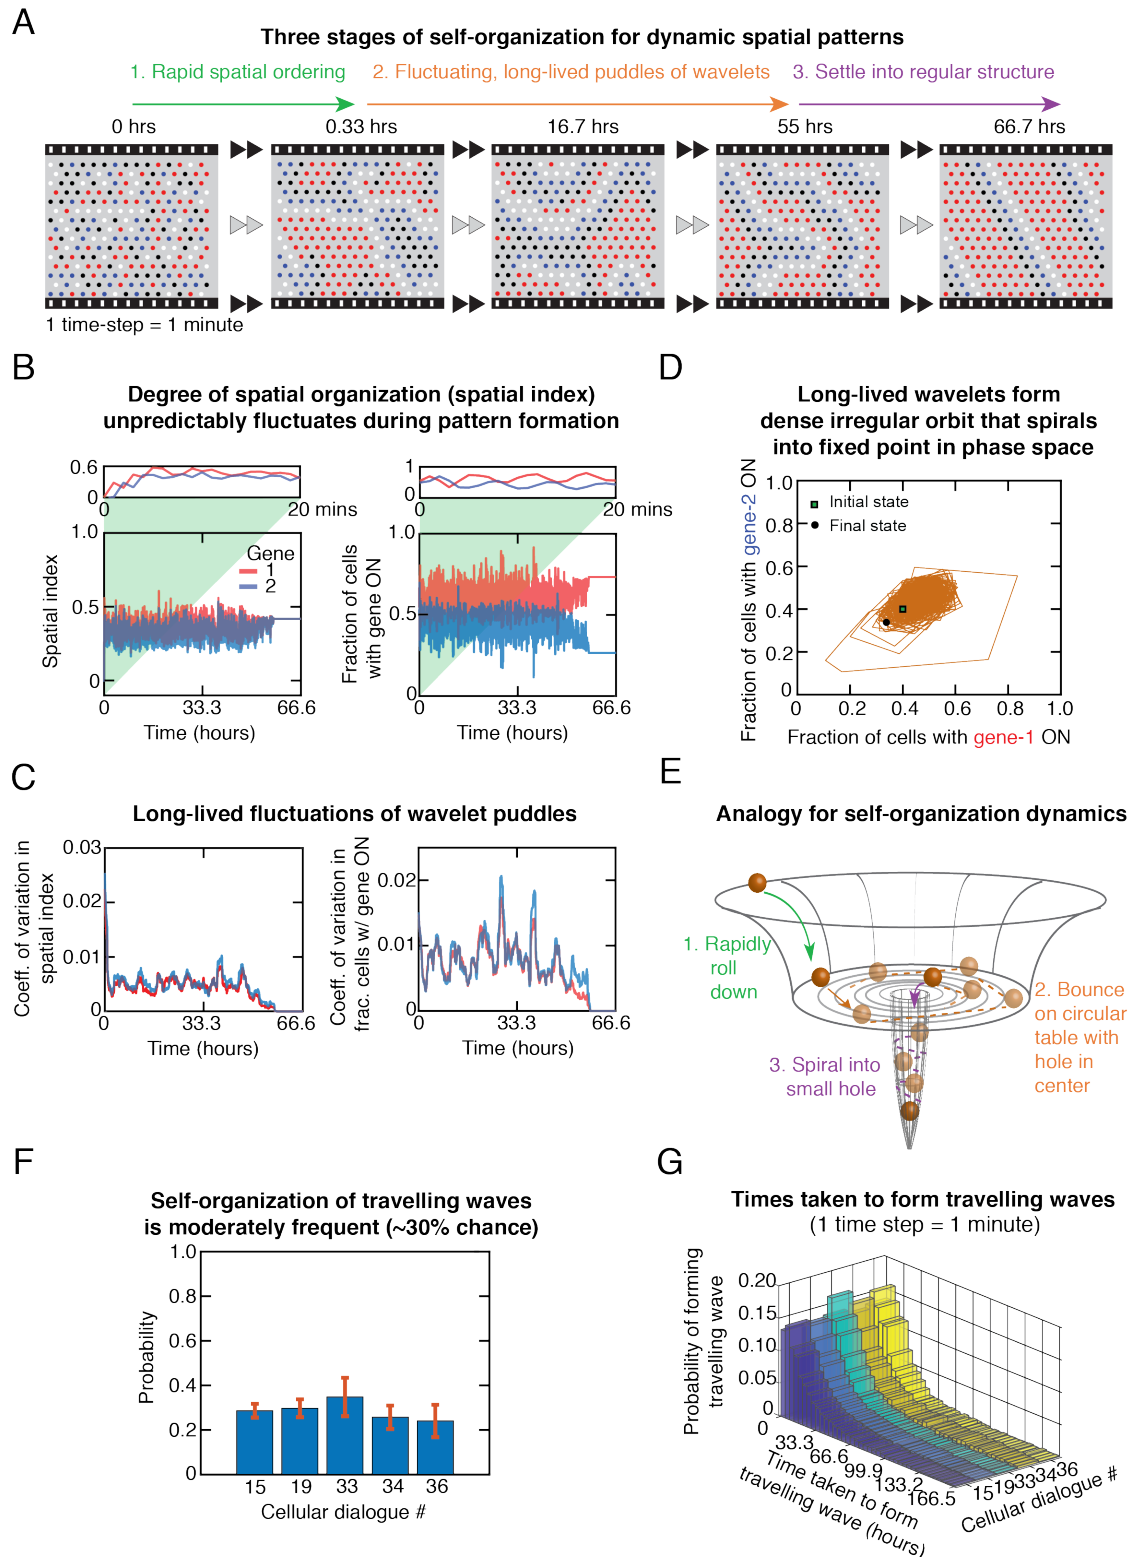 A
Three stages of self-organization for dynamic spatial patterns
1. Rapid spatial ordering
2. Fluctuating, long-lived puddles of wavelets
3. Settle into regular structure
0 hrs
0.33 hrs
16.7 hrs
55 hrs
66.7 hrs
1 time-step = 1 minute
B
Degree of spatial organization (spatial index)
unpredictably fluctuates during pattern formation
0.6
0
0
20 mins
1.0
0.5
0
Spatial index
Gene
1
2
0
33.3
66.6
Time (hours)
1
0
0
20 mins
1.0
0.5
0
Fraction of cells
with gene ON
0
33.3
66.6
Time (hours)
C
Long-lived fluctuations of wavelet puddles
0.03
0.02
0.01
0
Coeff. of variation in
spatial index
0
33.3
66.6
Time (hours)
0.02
0.01
0
Coeff. of variation in
frac. cells w/ gene ON
0
33.3
66.6
Time (hours)
D
Long-lived wavelets form
dense irregular orbit that spirals
into fixed point in phase space
1.0
0.8
0.6
0.4
0.2
0
Fraction of cells with gene-2 ON
Initial state
Final state
0
0.2
0.4
0.6
0.8
1.0
Fraction of cells with gene-1 ON
E
Analogy for self-organization dynamics
1. Rapidly
roll
down
2. Bounce
on circular
table with
hole in
center
3. Spiral into
small hole
F
Self-organization of travelling waves
is moderately frequent (~30% chance)
1.0
0.8
0.6
0.4
0.2
0
Probability
15
19
33
34
36
Cellular dialogue #
G
Times taken to form travelling waves
(1 time step = 1 minute)
0.20
0.15
0.10
0.05
0
Probability of forming
travelling wave
0
33.3
66.6
99.9
133.2
166.5
Time taken to form
travelling wave (hours)
15
19
33
34
36
Cellular dialogue #